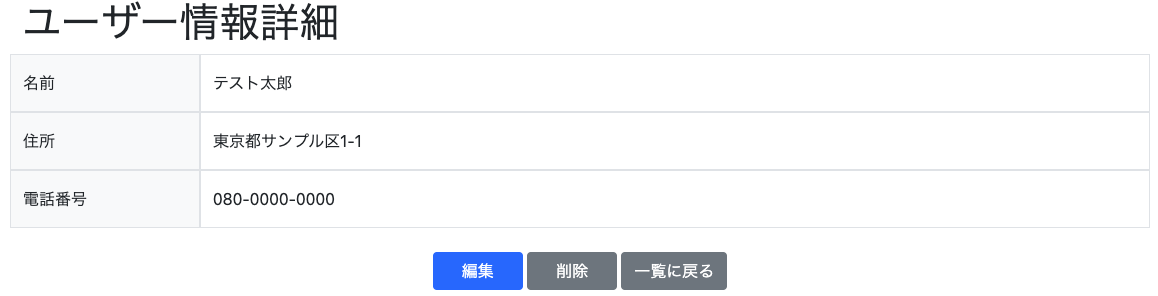 ユーザー情報詳細
名前 テスト太郎
住所 東京都サンプル区1-1
電話番号 080-0000-0000
編集 削除 一覧に戻る